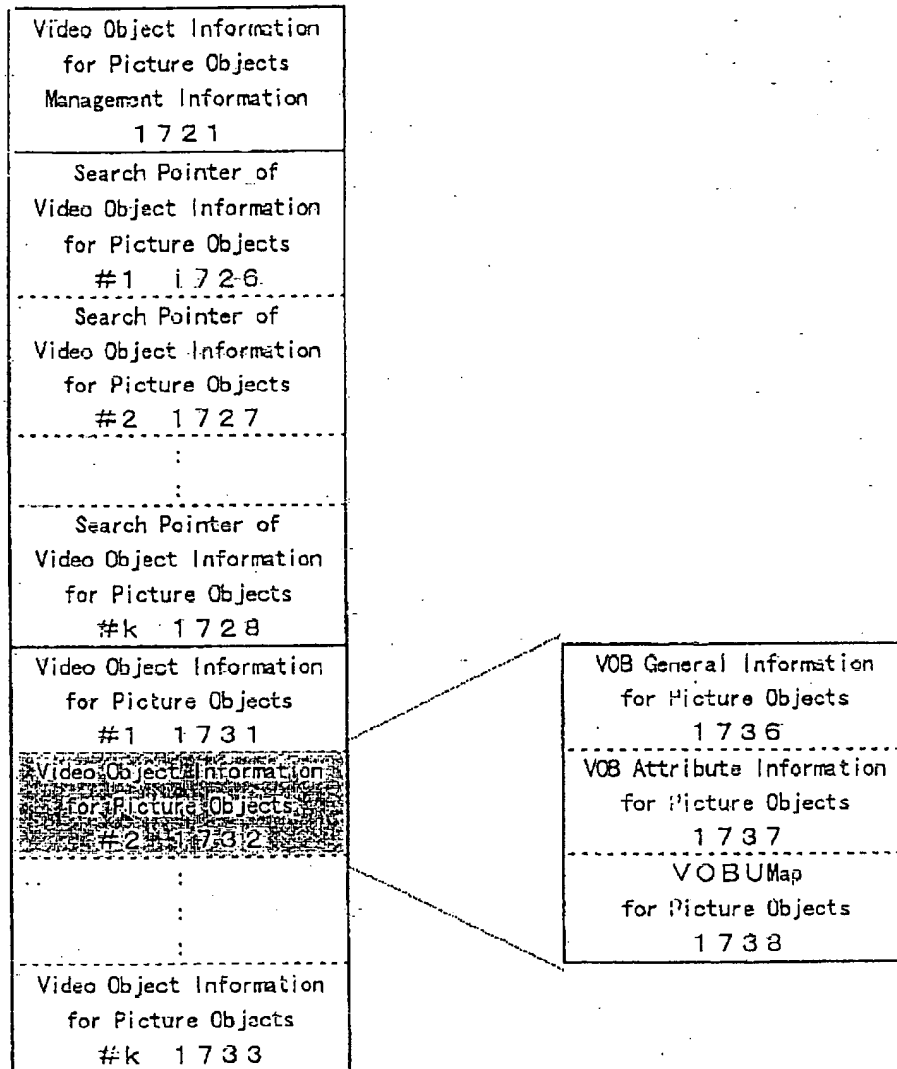 Video Object Information
for Picture Objects
Management Information
1721
Search Pointer of
Video Object Information
for Picture Objects
#1 1726
Search Pointer of
Video Object Information
for Picture Objects
#2 1727
:
:
Search Pointer of
Video Object Information
for Picture Objects
#k 1728
Video Object Information
for Picture Objects
#1 1731
Video Object Information
for Picture Objects
#2 1732
:
:
:
Video Object Information
for Picture Objects
#k 1733
VOB General Information
for Picture Objects
1736
VOB Attribute Information
for Picture Objects
1737
VOBUMap
for Picture Objects
1738